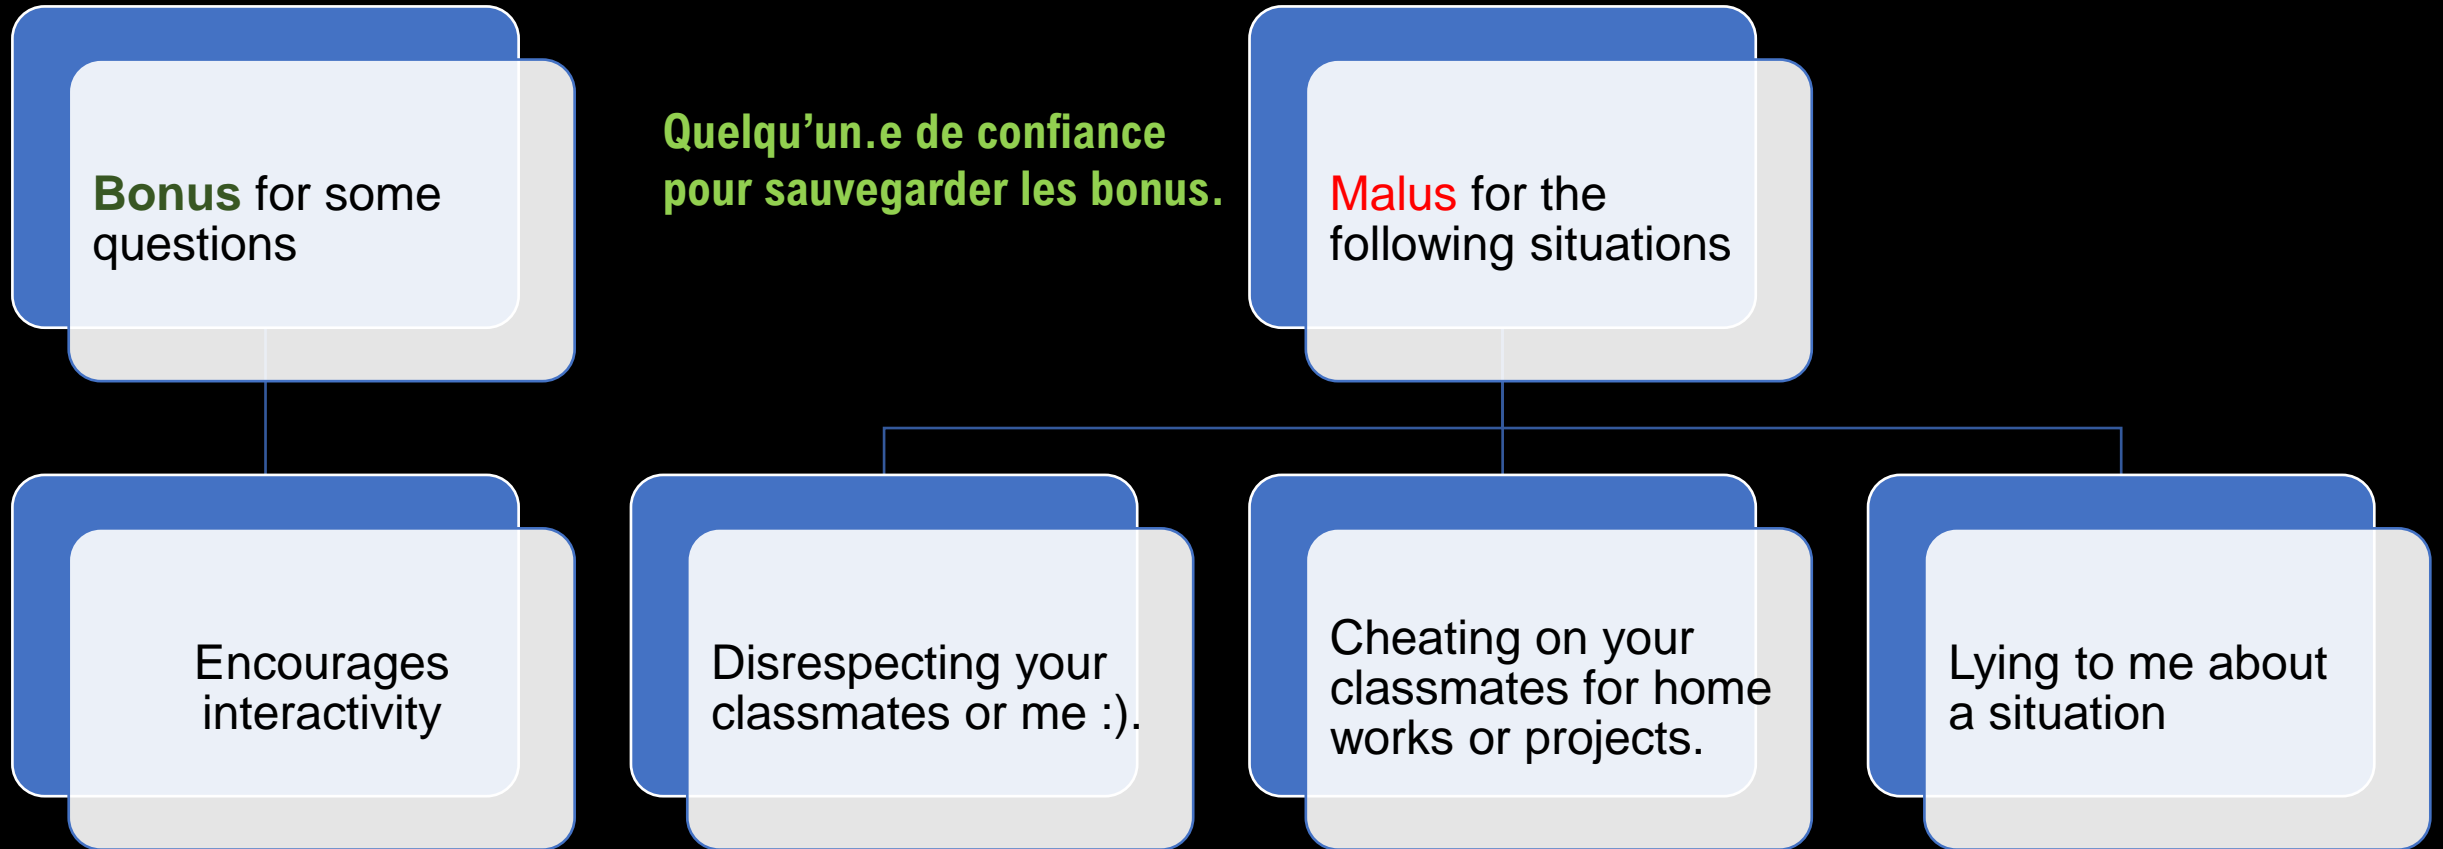 Bonus for some
questions
Quelqu'un.e de confiance
pour sauvegarder les bonus.
Malus for the
following situations
Encourages
interactivity
Disrespecting your
classmates or me :).
Cheating on your
classmates for home
works or projects.
Lying to me about
a situation